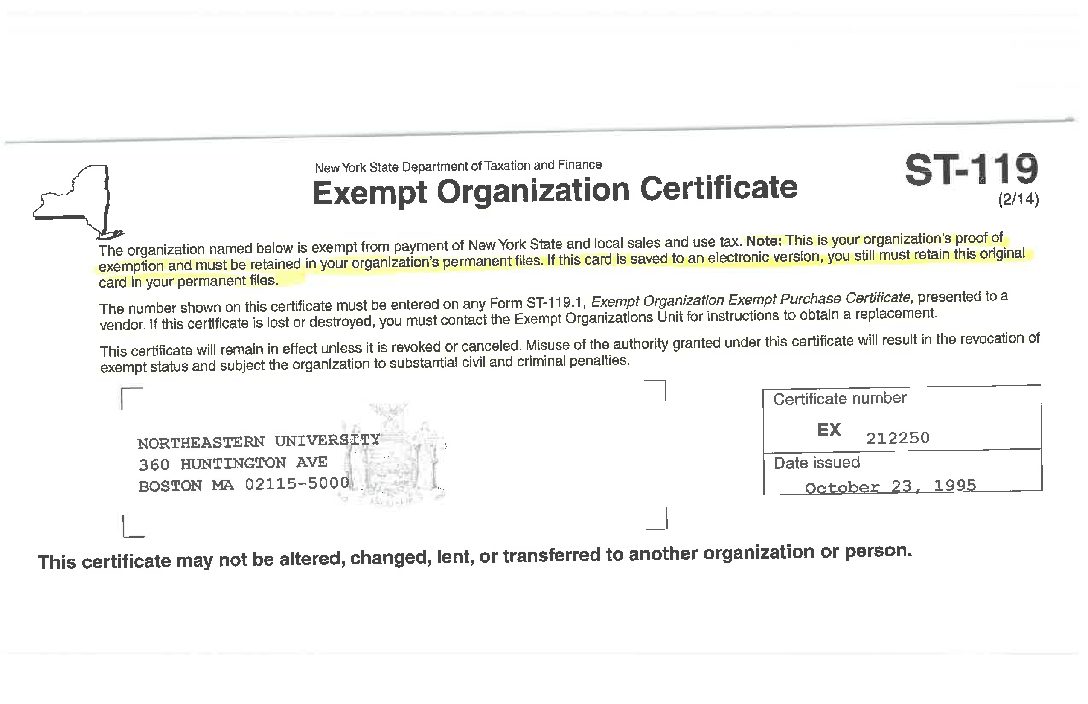 New York State Department of Taxation and Finance
Exempt Organization Certificate
ST-119
(2/14)
The organization named below is exempt from payment of New York State and local sales and use tax. Note: This is your organization's proof of
exemption and must be retained in your organization's permanent files. If this card is saved to an electronic version, you still must retain this original
card in your permanent files.
The number shown on this certificate must be entered on any Form ST-119.1, Exempt Organization Exempt Purchase Certificate, presented to a
vendor. If this certificate is lost or destroyed, you must contact the Exempt Organizations Unit for instructions to obtain a replacement.
This certificate will remain in effect unless it is revoked or canceled. Misuse of the authority granted under this certificate will result in the revocation of
exempt status and subject the organization to substantial civil and criminal penalties.
NORTHEASTERN UNIVERSITY
360 HUNTINGTON AVE
BOSTON MA 02115-5000
Certificate number
EX 212250
Date issued
October 23, 1995
This certificate may not be altered, changed, lent, or transferred to another organization or person.